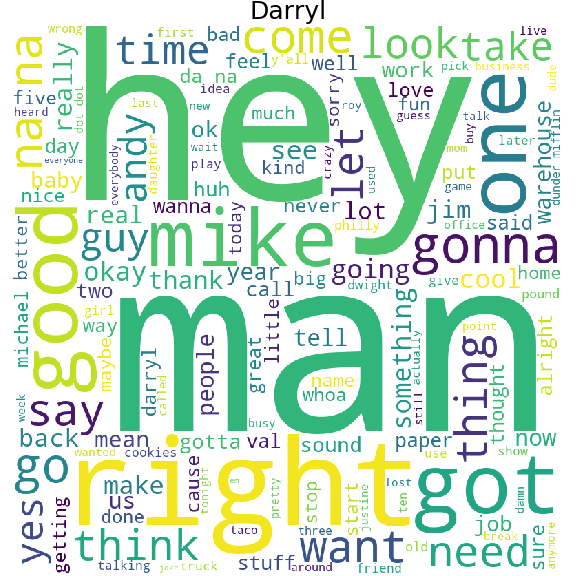 Darryl
wrong
first
bad
come
look
take
live
na
na
really
time
feel
y'all
well
work
pick
business
dude
hey
da_na
idea
sorry
love
fun
talk
one
five
heard
dot dot
last
new
much
roy
guess
buy
later
warehouse
dunder mifflin
day
andy
ok
wait
see
let
crazy
used
mom
put
everyone
everybody
daughter
play
kind
game
baby
huh
nice
wanna
never
lot
jim
said
real
today
philly
office
good
guy
mike
gonna
michael
better
okay
thank
year
going
dwight
cool
home
two
call
big
give
pound
girl
way
man
little
tell
something
actually
point
alright
maybe
darryl
called
people
great
name
whoa
still
thing
thought
week
say
busy
back
mean
gotta
val
sound
paper
now
go
right
got
wanted
cookies
use
show
yes
getting
make
us
done
cause
tonight
en
pretty
stop
start
justine
lost
ten
job
break
damn
sure
anymore
think
taco
three
want
old
need
talking
joke
truck
stuff
around
friend